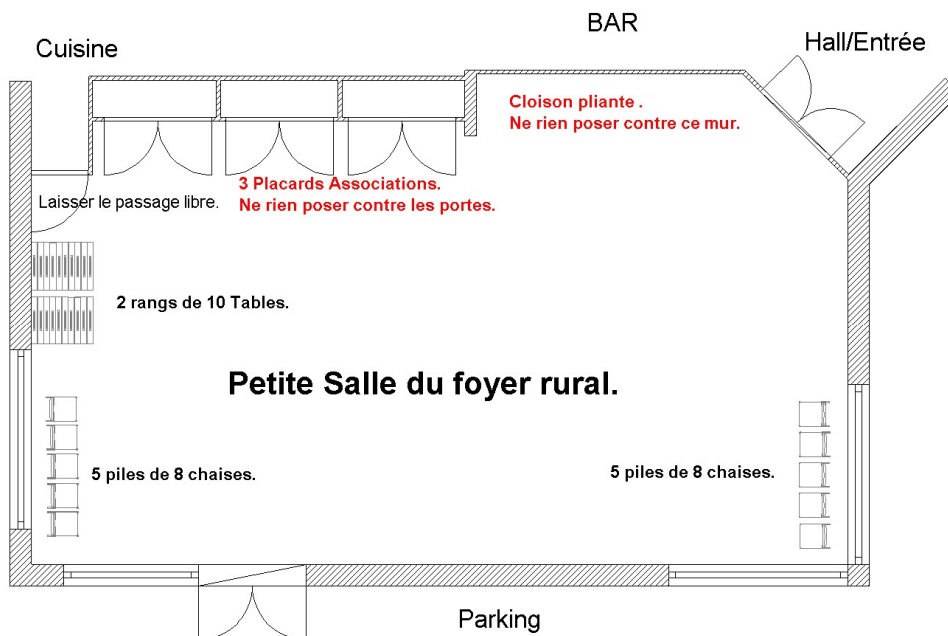 BAR
Cuisine
Hall/Entrée
Cloison pliante .
Ne rien poser contre ce mur.
3 Placards Associations.
Ne rien poser contre les portes.
Laisser le passage libre.
2 rangs de 10 Tables.
Petite Salle du foyer rural.
5 piles de 8 chaises.
5 piles de 8 chaises.
Parking